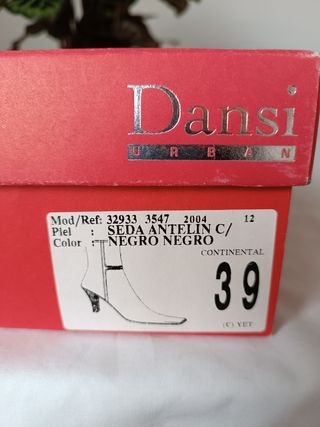 Dansi
URBAN
Mod/Ref: 32933 3547 2004 12
Piel : SEDA ANTELIN C/
Color : NEGRO NEGRO
CONTINENTAL
39
(C) YET